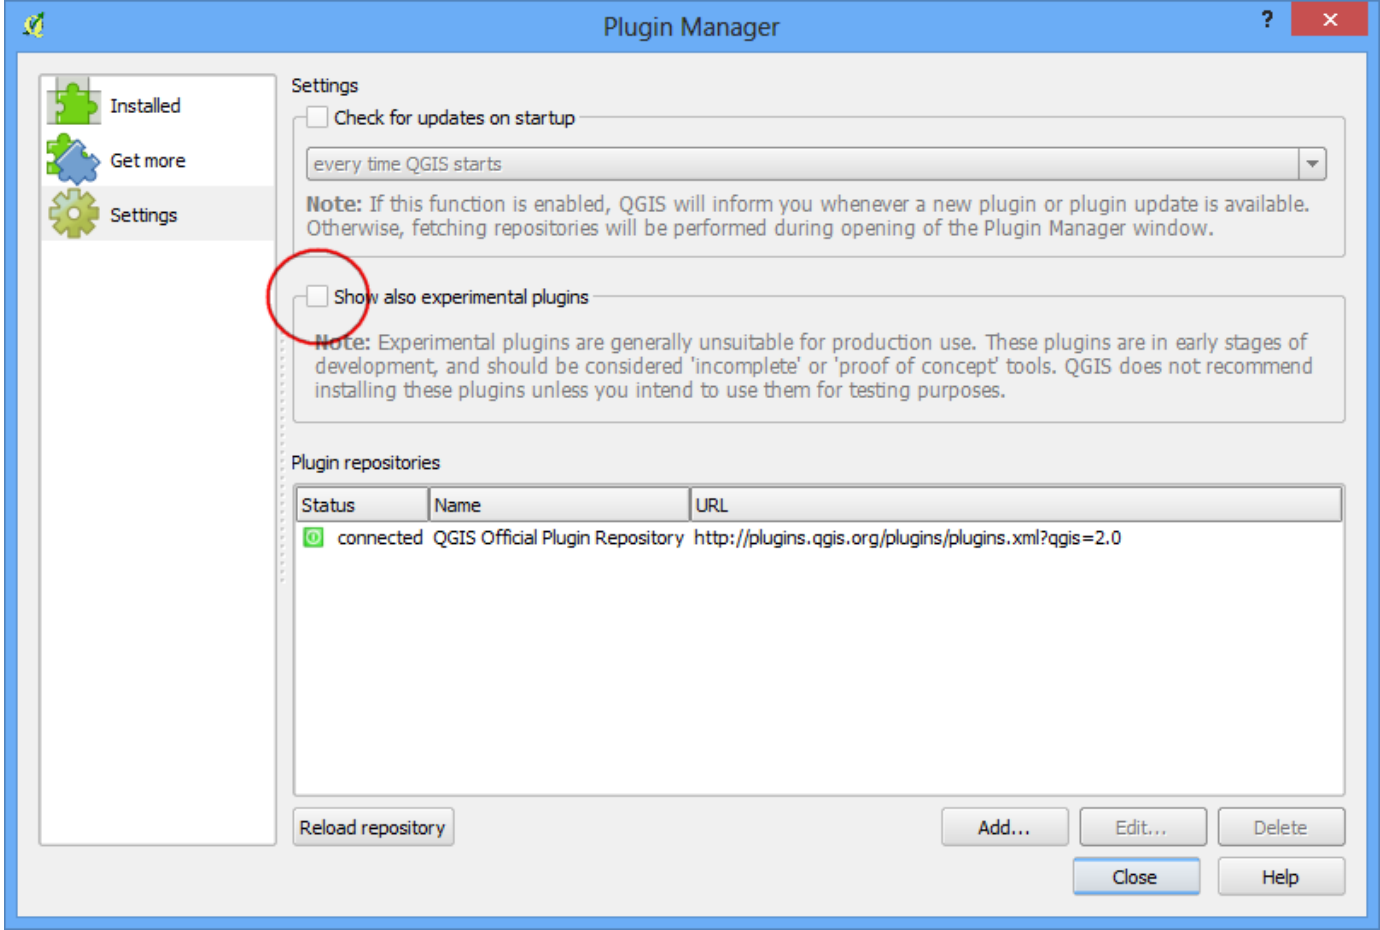 Plugin Manager
?
Installed
Get more
Settings
Settings
Check for updates on startup
every time QGIS starts
Note: If this function is enabled, QGIS will inform you whenever a new plugin or plugin update is available.
Otherwise, fetching repositories will be performed during opening of the Plugin Manager window.
Show also experimental plugins
Note: Experimental plugins are generally unsuitable for production use. These plugins are in early stages of
development, and should be considered 'incomplete' or 'proof of concept' tools. QGIS does not recommend
installing these plugins unless you intend to use them for testing purposes.
Plugin repositories
Status Name URL
connected QGIS Official Plugin Repository http://plugins.qgis.org/plugins/plugins.xml?qgis=2.0
Reload repository Add... Edit... Delete
Close Help